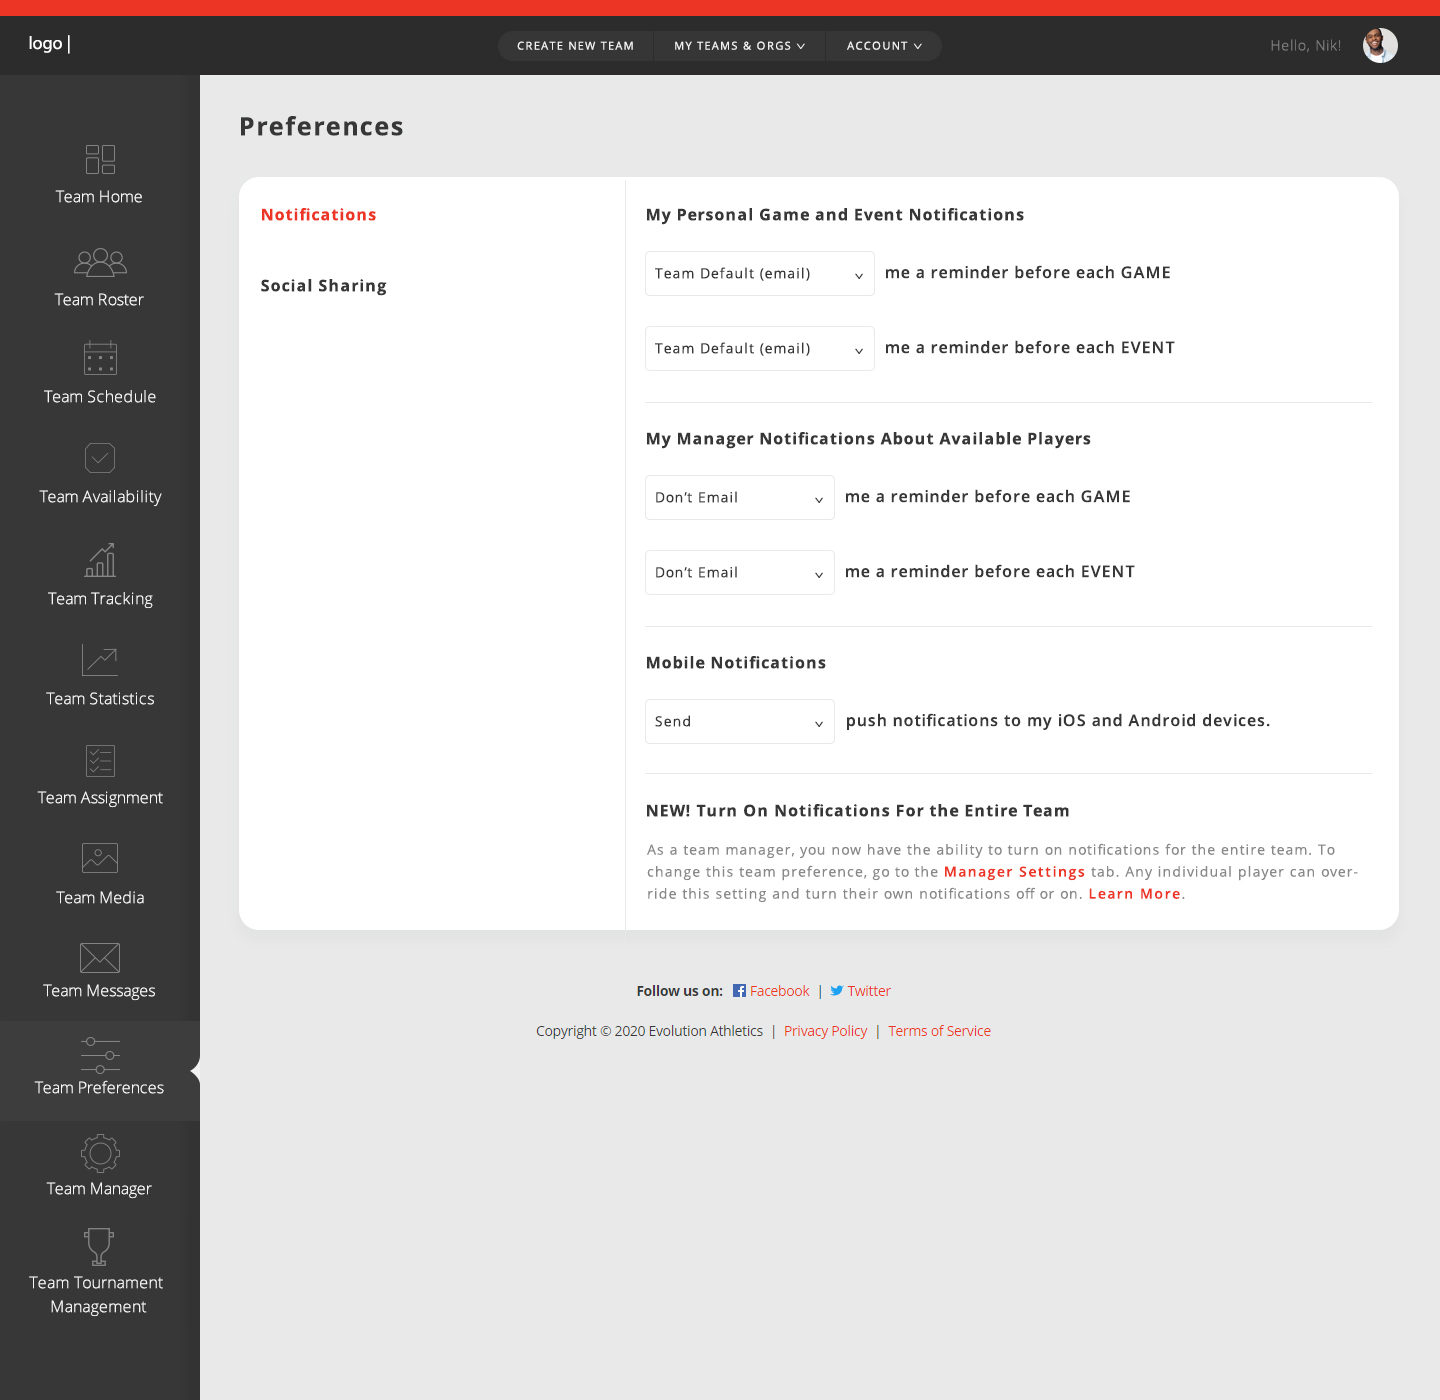 logo |
CREATE NEW TEAM
MY TEAMS & ORGS
ACCOUNT
Hello, Nik!
Team Home
Team Roster
Team Schedule
Team Availability
Team Tracking
Team Statistics
Team Assignment
Team Media
Team Messages
Team Preferences
Team Manager
Team Tournament
Management
Preferences
Notifications
Social Sharing
My Personal Game and Event Notifications
Team Default (email) me a reminder before each GAME
Team Default (email) me a reminder before each EVENT
My Manager Notifications About Available Players
Don't Email me a reminder before each GAME
Don't Email me a reminder before each EVENT
Mobile Notifications
Send push notifications to my iOS and Android devices.
NEW! Turn On Notifications For the Entire Team
As a team manager, you now have the ability to turn on notifications for the entire team. To
change this team preference, go to the Manager Settings tab. Any individual player can over-
ride this setting and turn their own notifications off or on. Learn More.
Follow us on: Facebook | Twitter
Copyright © 2020 Evolution Athletics | Privacy Policy | Terms of Service